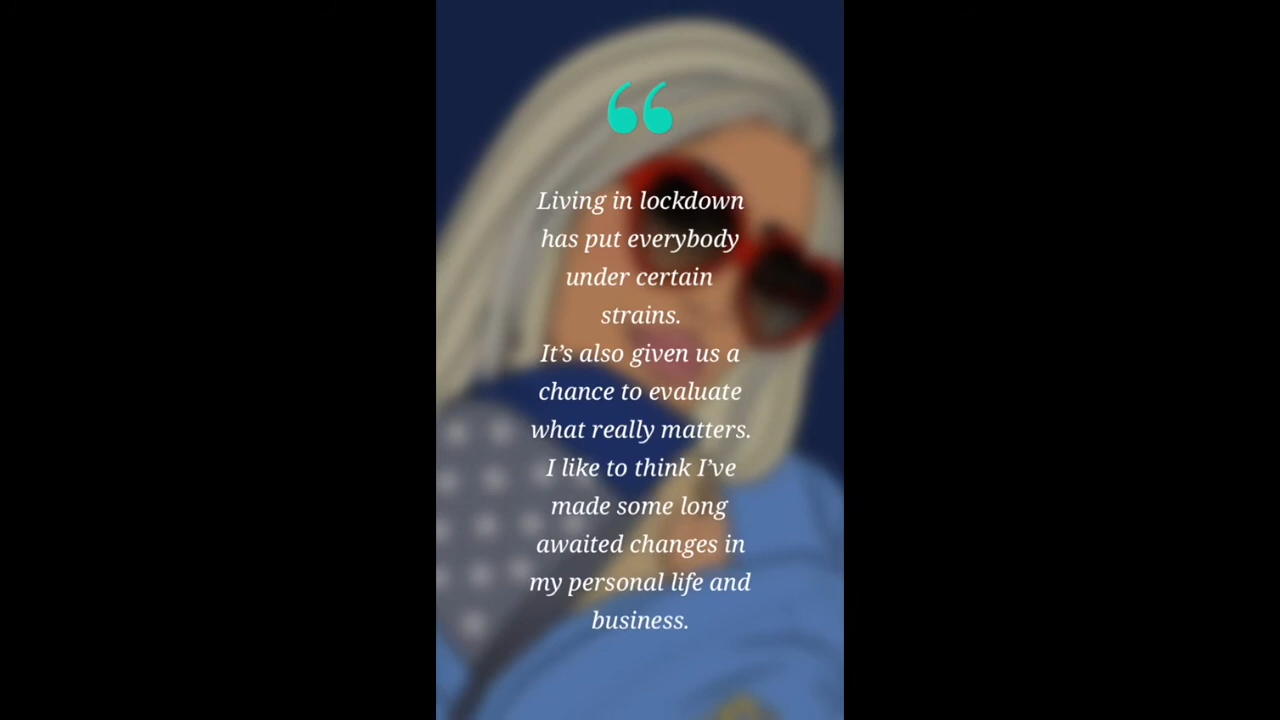 “
Living in lockdown
has put everybody
under certain
strains.
It’s also given us a
chance to evaluate
what really matters.
I like to think I’ve
made some long
awaited changes in
my personal life and
business.